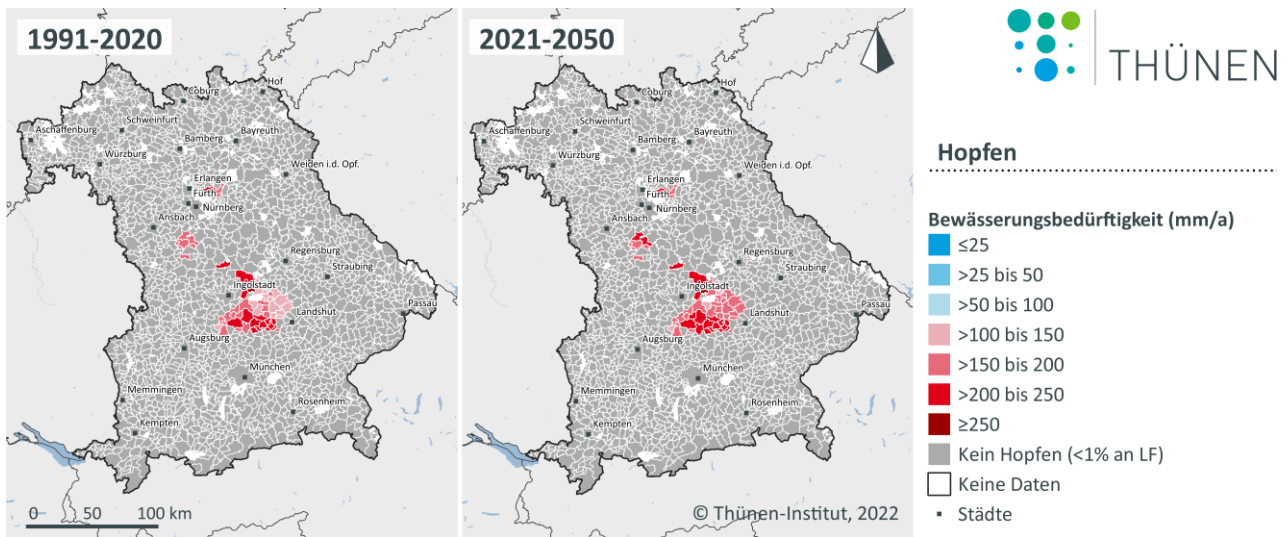 1991-2020
Hof
Coburg
Schweinfurt
Aschaffenburg
Bamberg
Bayreuth
Würzburg
Weiden i.d. Opf.
Erlangen
Fürth
Nürnberg
Ansbach
Regensburg
Straubing
Ingolstadt
Passau
Landshut
Augsburg
München
Memmingen
Rosenheim
Kempten
0 50 100 km
2021-2050
Hof
Coburg
Schweinfurt
Aschaffenburg
Bamberg
Bayreuth
Würzburg
Weiden i.d. Opf.
Erlangen
Fürth
Nürnberg
Ansbach
Regensburg
Straubing
Ingolstadt
Passau
Landshut
Augsburg
München
Memmingen
Rosenheim
Kempten
© Thünen-Institut, 2022
THÜNEN
Hopfen
Bewässerungsbedürftigkeit (mm/a)
≤25
>25 bis 50
>50 bis 100
>100 bis 150
>150 bis 200
>200 bis 250
≥250
Kein Hopfen (<1% an LF)
Keine Daten
Städte